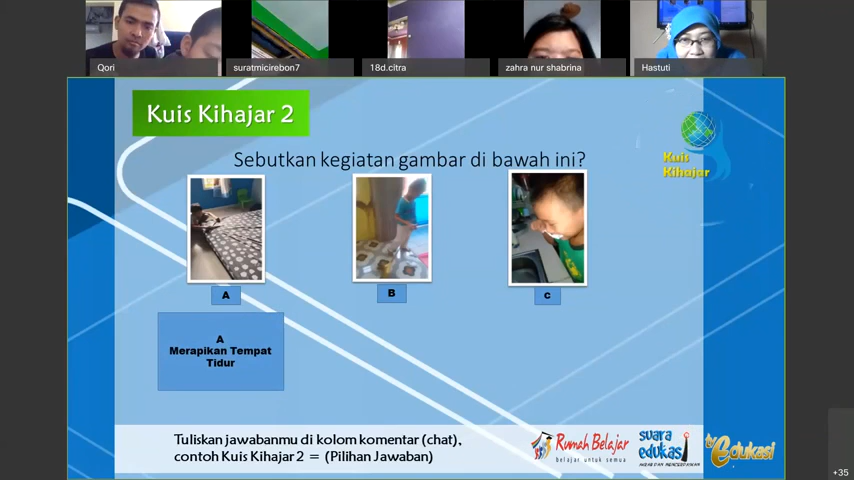 Qori
suratmicirebon7
18d.citra
zahra nur shabrina
Hastuti
Kuis Kihajar 2
Sebutkan kegiatan gambar di bawah ini?
Kuis
Kihajar
A
B
C
A
Merapikan Tempat
Tidur
Tuliskan jawabanmu di kolom komentar (chat),
contoh Kuis Kihajar 2 = (Pilihan Jawaban)
Rumah Belajar
belajar untuk semua
suara
edukasi
tv Edukasi
+35